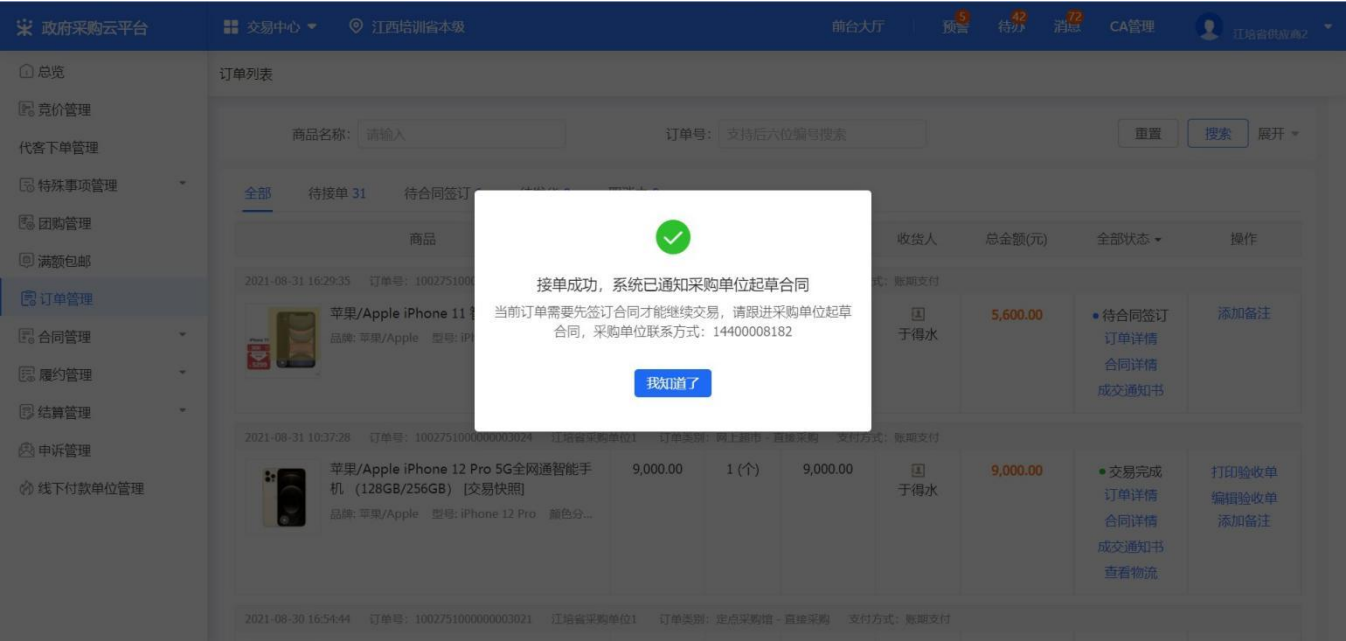 政府采购云平台
交易中心
江西培训省本级
前台大厅
预警
5
待办
42
消息
72
CA管理
江培省供应商2
总览
竞价管理
代客下单管理
特殊事项管理
团购管理
满额包邮
订单管理
合同管理
履约管理
结算管理
申诉管理
线下付款单位管理
订单列表
商品名称: 请输入
订单号: 支持后六位编号搜索
重置
搜索
展开
全部
待接单 31
待合同签订
商品
收货人
总金额(元)
全部状态
操作
接单成功，系统已通知采购单位起草合同
当前订单需要先签订合同才能继续交易，请跟进采购单位起草
合同，采购单位联系方式：14400008182
我知道了
2021-08-31 16:29:35 订单号: 10027510000
式: 账期支付
苹果/Apple iPhone 11
品牌: 苹果/Apple 型号: iP
于得水
5,600.00
待合同签订
订单详情
合同详情
成交通知书
添加备注
2021-08-31 10:37:28 订单号: 1002751000000003024 江培省采购单位1 订单类别: 网上超市 - 直接采购 支付方式: 账期支付
苹果/Apple iPhone 12 Pro 5G全网通智能手
机 （128GB/256GB） [交易快照]
品牌: 苹果/Apple 型号: iPhone 12 Pro 颜色分...
9,000.00
1 (个)
9,000.00
于得水
9,000.00
交易完成
订单详情
合同详情
成交通知书
查看物流
打印验收单
编辑验收单
添加备注
2021-08-30 16:54:44 订单号: 1002751000000003021 江培省采购单位1 订单类别: 定点采购馆 - 直接采购 支付方式: 账期支付